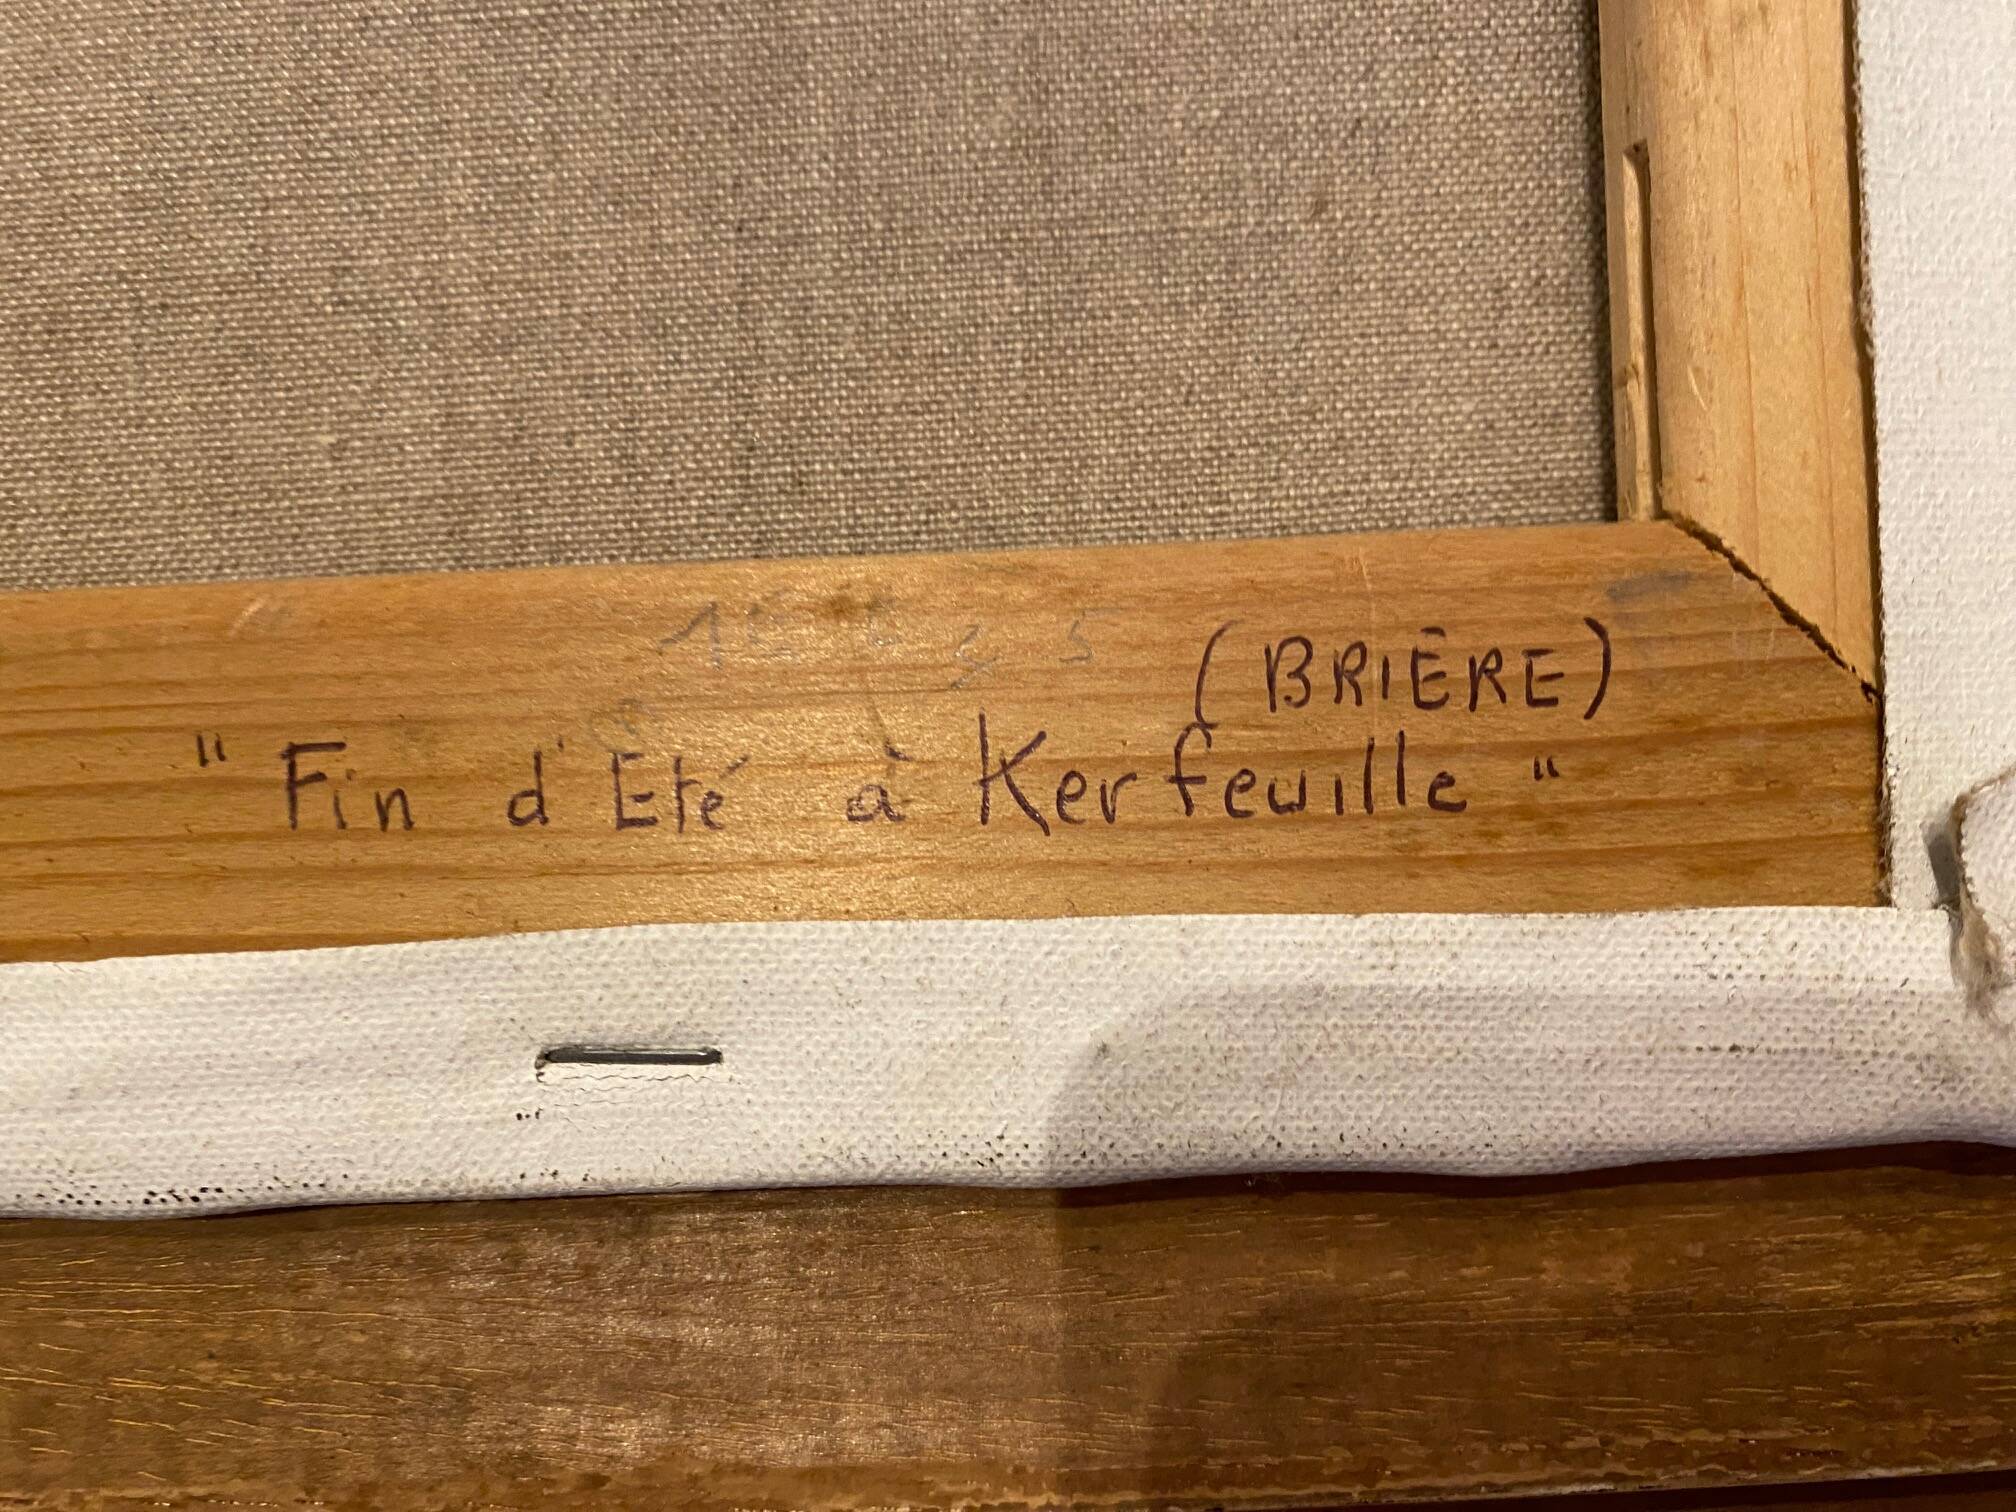 (BRIÈRE)
" Fin d'Eté à Kerfeuille "